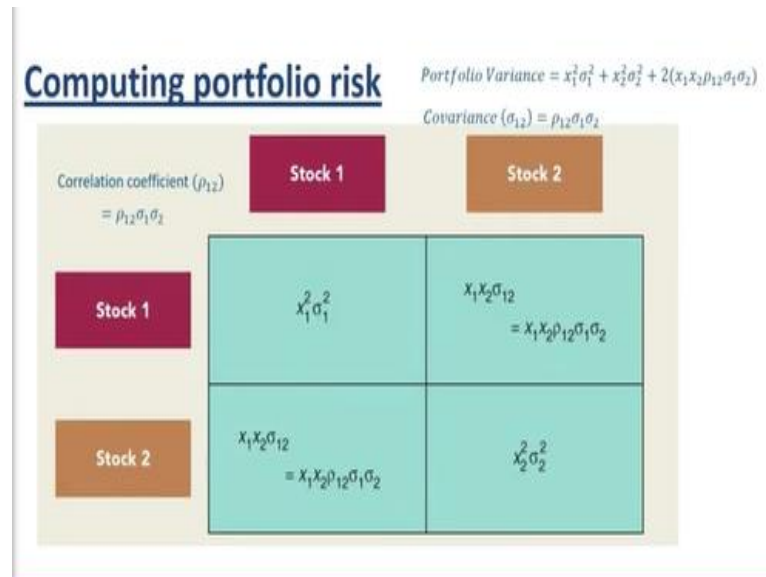 Computing portfolio risk
Portfolio Variance = x₁²σ₁² + x₂²σ₂² + 2(x₁x₂ρ₁₂σ₁σ₂)
Covariance (σ₁₂) = ρ₁₂σ₁σ₂
Correlation coefficient (ρ₁₂)
= ρ₁₂σ₁σ₂
Stock 1
Stock 2
Stock 1
x₁²σ₁²
x₁x₂σ₁₂
= x₁x₂ρ₁₂σ₁σ₂
Stock 2
x₁x₂σ₁₂
= x₁x₂ρ₁₂σ₁σ₂
x₂²σ₂²